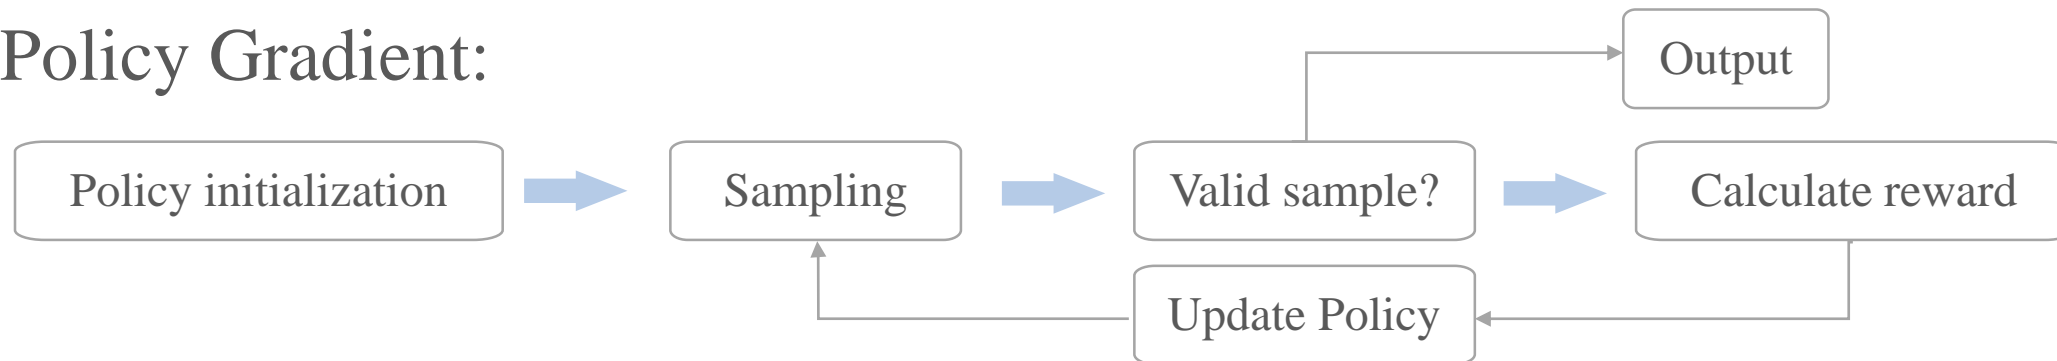 Policy Gradient:
Output
Policy initialization
Sampling
Valid sample?
Calculate reward
Update Policy